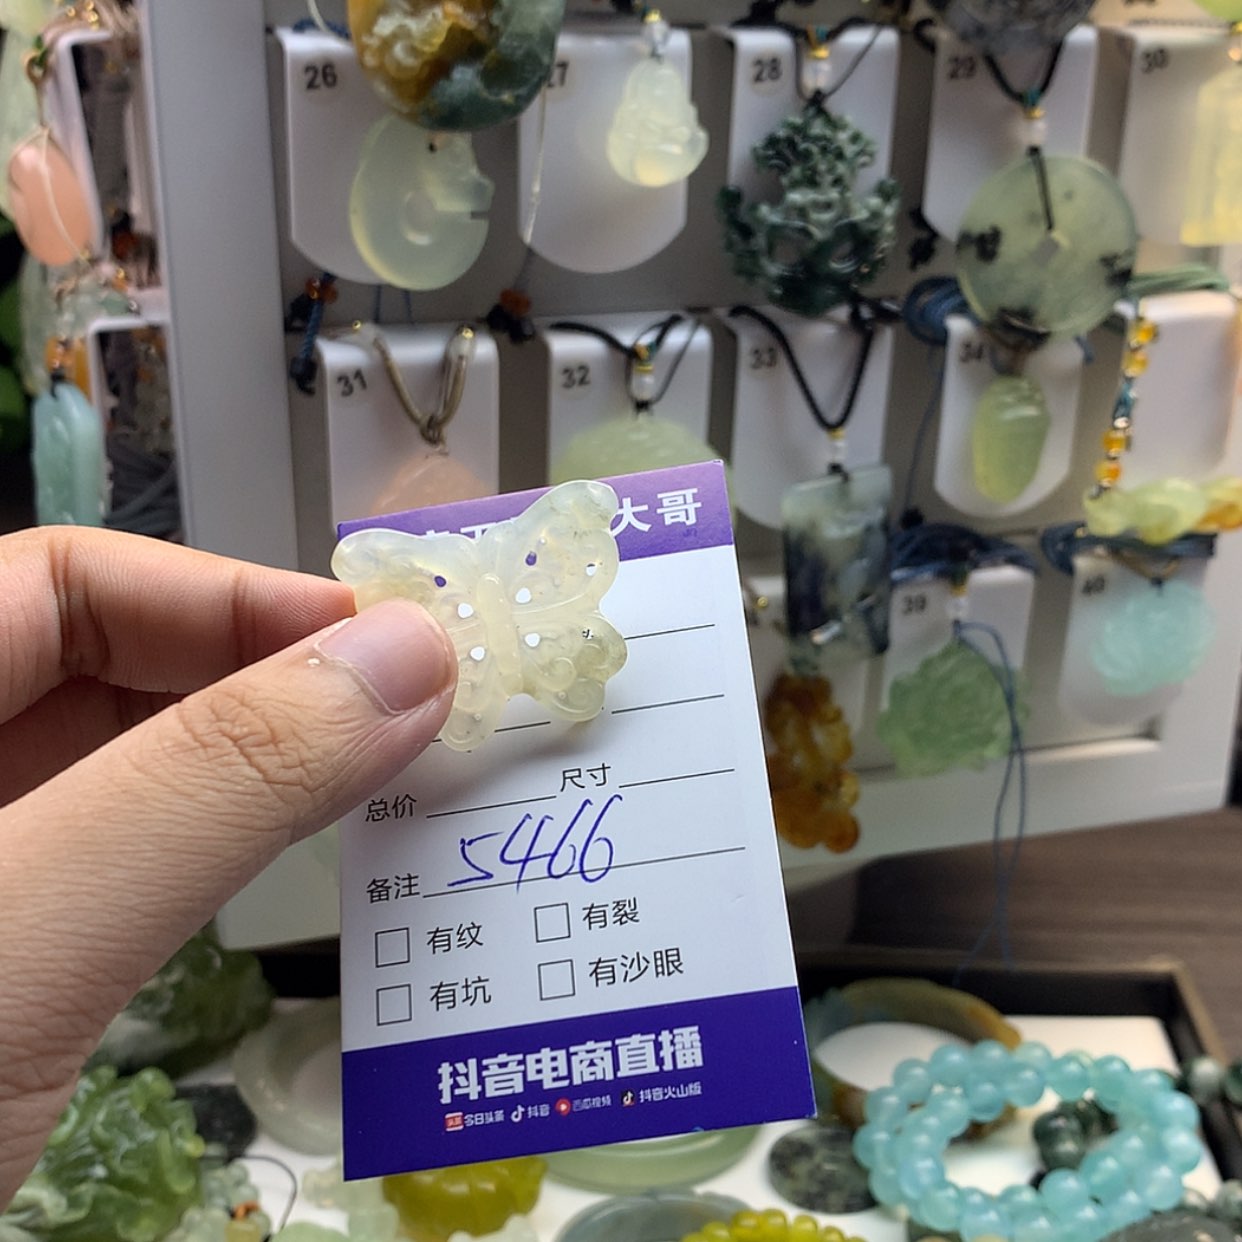 26
27
28
29
30
31
32
33
34
39
40
大哥
尺寸
总价
5466
备注
有纹
有裂
有坑
有沙眼
抖音电商直播
今日头条 抖音 西瓜视频 抖音火山版